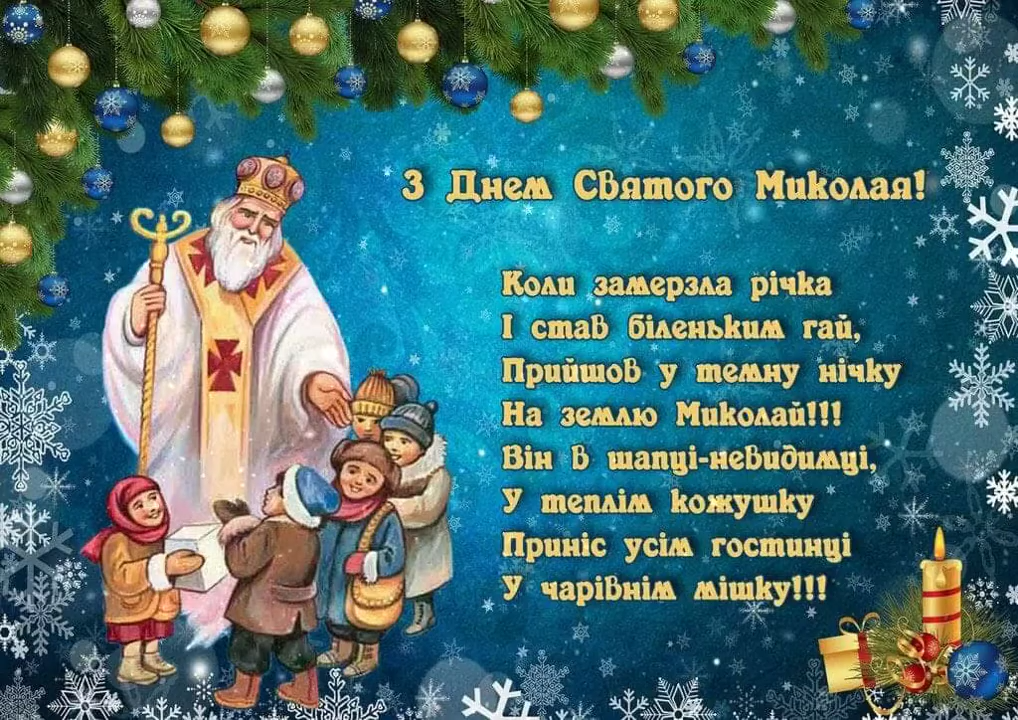 З Днем Святого Миколая!
Коли замерзла річка
І став біленьким гай,
Прийшов у темну нічку
На землю Миколай!!!
Він в шапці-невидимці,
У теплім кожушку
Приніс усім гостинці
У чарівнім мішку!!!